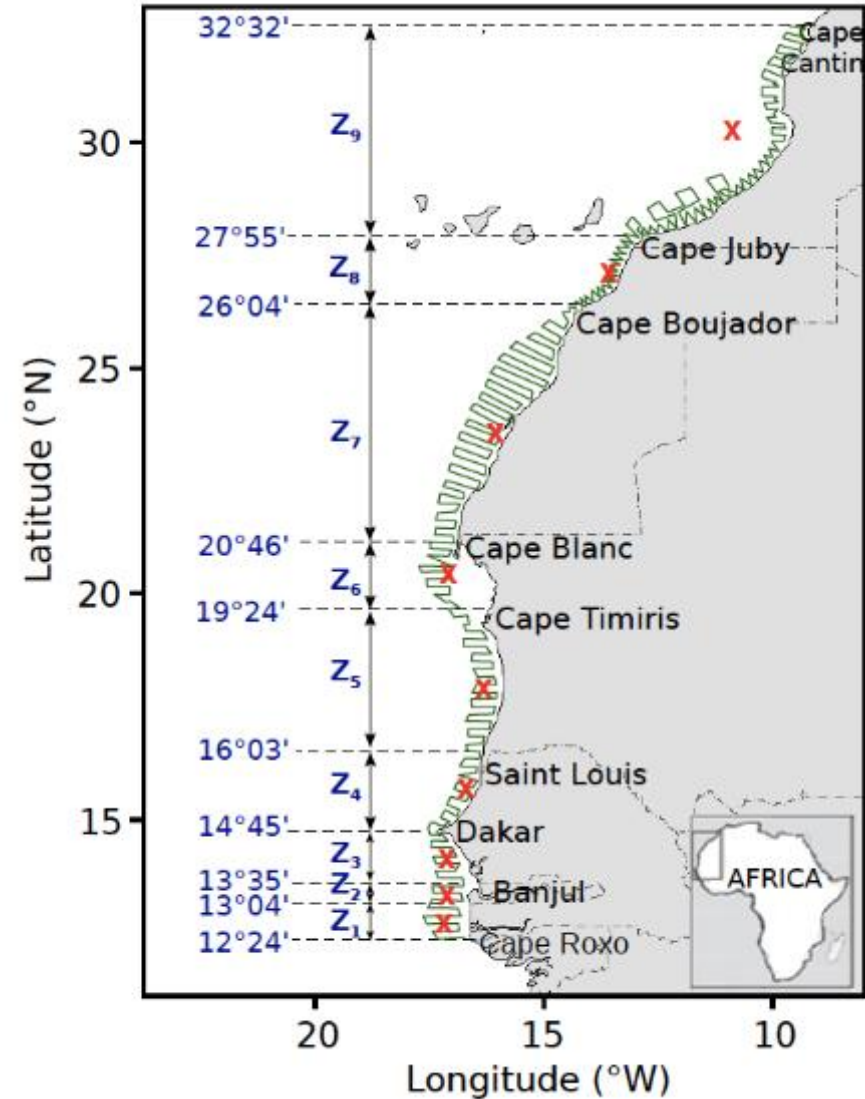 32°32'
Cape
Cantin
Z₉
X
30
27°55'
Cape Juby
Z₈
X
26°04'
Cape Boujador
25
Z₇
X
20°46'
Cape Blanc
Z₆
X
20
19°24'
Cape Timiris
Z₅
X
16°03'
Saint Louis
Z₄
X
15
14°45'
Dakar
Z₃
X
AFRICA
13°35'
Z₂
X
Banjul
13°04'
Z₁
X
12°24'
Cape Roxo
Latitude (°N)
20
15
10
Longitude (°W)